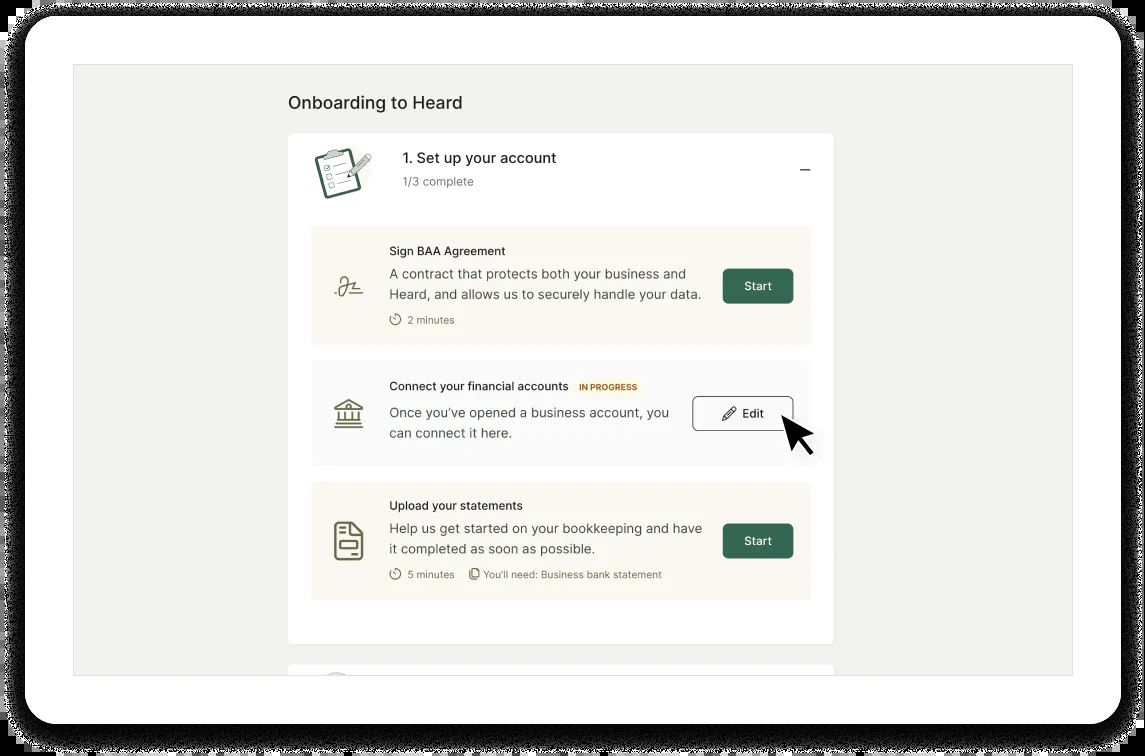 Onboarding to Heard
1. Set up your account
1/3 complete
Sign BAA Agreement
A contract that protects both your business and
Heard, and allows us to securely handle your data.
2 minutes
Start
Connect your financial accounts IN PROGRESS
Once you’ve opened a business account, you
can connect it here.
Edit
Upload your statements
Help us get started on your bookkeeping and have
it completed as soon as possible.
5 minutes You'll need: Business bank statement
Start